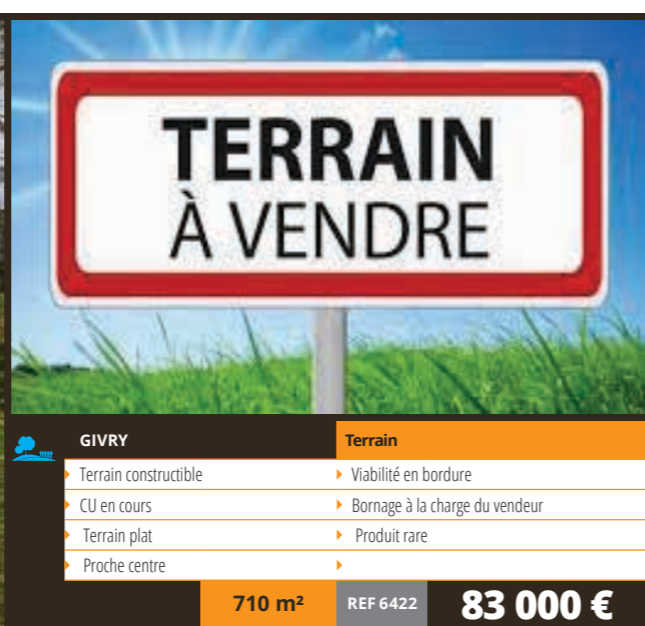 TERRAIN
À VENDRE
GIVRY
Terrain
Terrain constructible
Viabilité en bordure
CU en cours
Bornage à la charge du vendeur
Terrain plat
Produit rare
Proche centre
710 m²
REF 6422
83 000 €